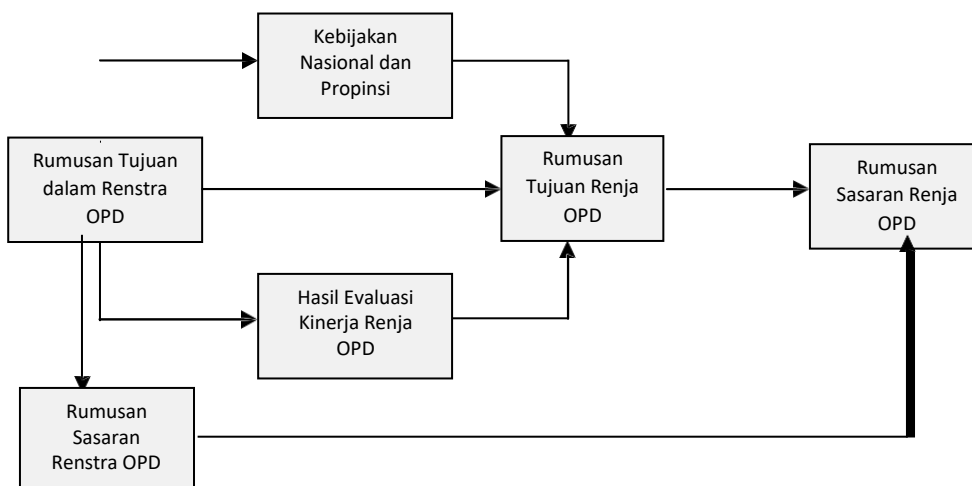 Kebijakan
Nasional dan
Propinsi
Rumusan Tujuan
dalam Renstra
OPD
Rumusan
Tujuan Renja
OPD
Rumusan
Sasaran Renja
OPD
Hasil Evaluasi
Kinerja Renja
OPD
Rumusan
Sasaran
Renstra OPD